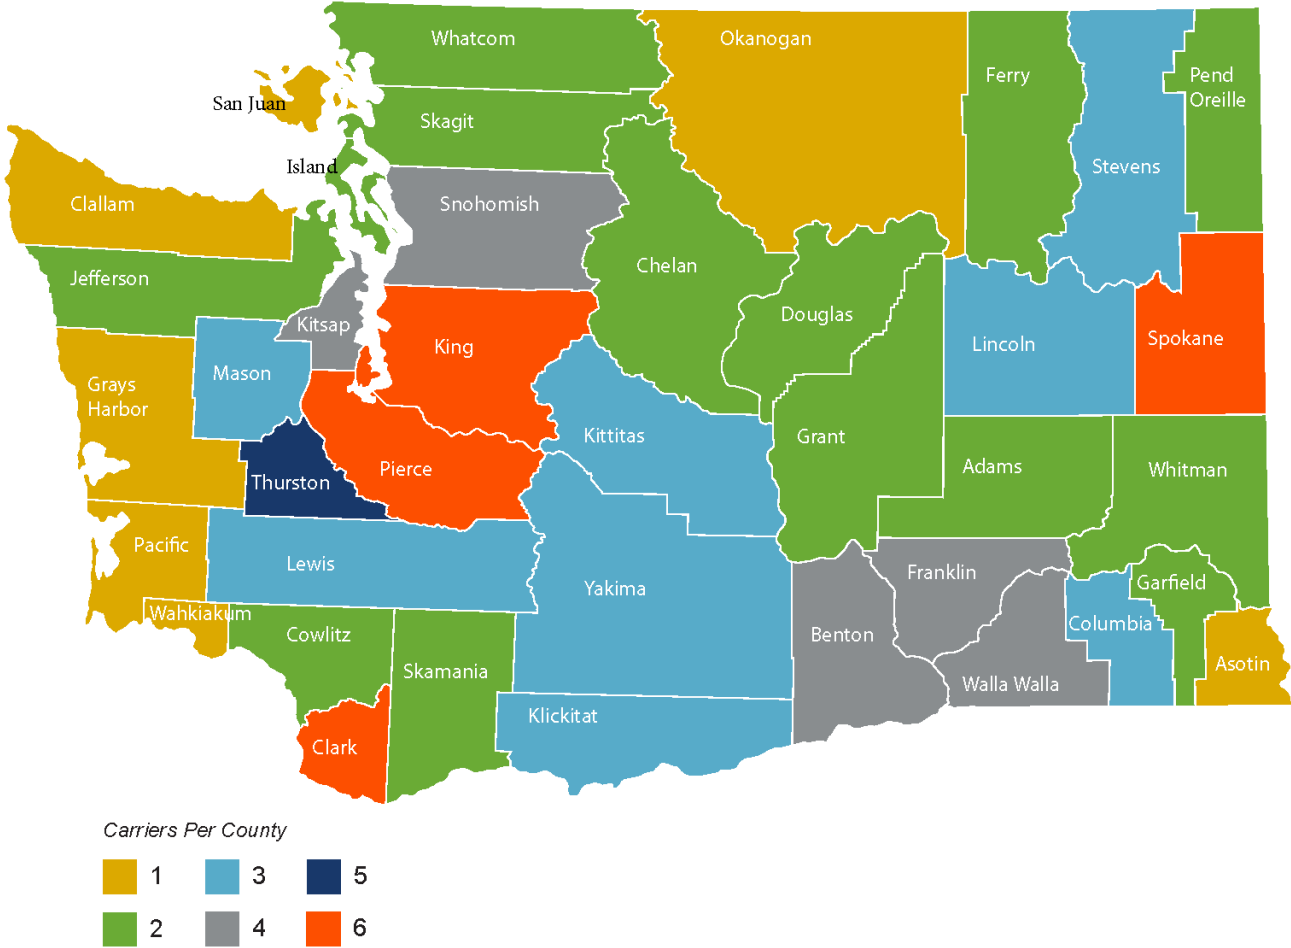 Whatcom
Okanogan
Ferry
Pend
Oreille
San Juan
Skagit
Island
Stevens
Clallam
Snohomish
Chelan
Jefferson
Douglas
Kitsap
King
Lincoln
Spokane
Mason
Grays
Harbor
Kittitas
Grant
Pierce
Adams
Whitman
Thurston
Pacific
Lewis
Yakima
Franklin
Garfield
Wahkiakum
Cowlitz
Benton
Columbia
Skamania
Walla Walla
Asotin
Klickitat
Clark
Carriers Per County
1 3 5
2 4 6